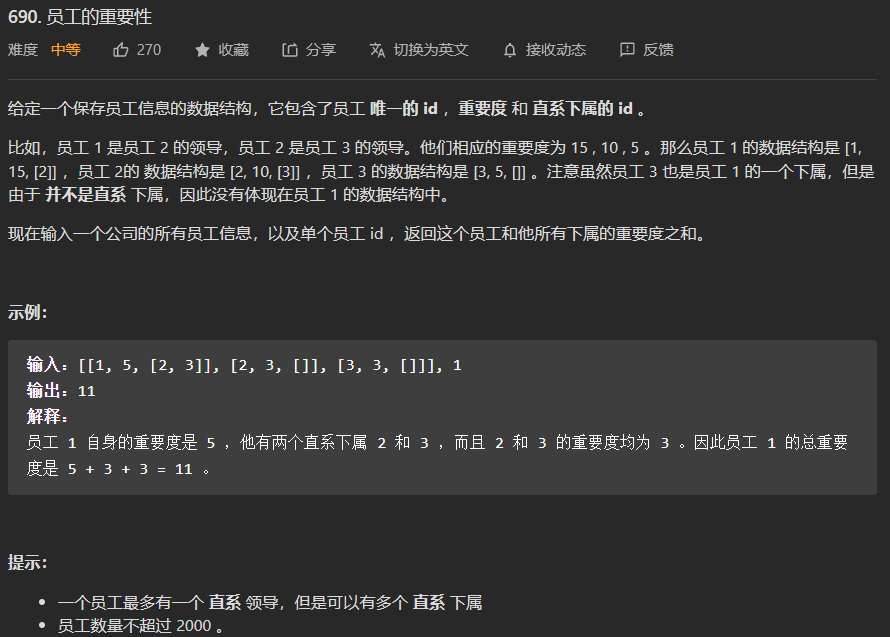 690. 员工的重要性
难度 中等 270 收藏 分享 切换为英文 接收动态 反馈
给定一个保存员工信息的数据结构，它包含了员工 唯一的 id ，重要度 和 直系下属的 id 。
比如，员工 1 是员工 2 的领导，员工 2 是员工 3 的领导。他们相应的重要度为 15 , 10 , 5 。那么员工 1 的数据结构是 [1,
15, [2]] ，员工 2的 数据结构是 [2, 10, [3]] ，员工 3 的数据结构是 [3, 5, []] 。注意虽然员工 3 也是员工 1 的一个下属，但是
由于 并不是直系 下属，因此没有体现在员工 1 的数据结构中。
现在输入一个公司的所有员工信息，以及单个员工 id ，返回这个员工和他所有下属的重要度之和。
示例：
输入：[[1, 5, [2, 3]], [2, 3, []], [3, 3, []]], 1
输出：11
解释：
员工 1 自身的重要度是 5 ，他有两个直系下属 2 和 3 ，而且 2 和 3 的重要度均为 3 。因此员工 1 的总重要
度是 5 + 3 + 3 = 11 。
提示：
• 一个员工最多有一个 直系 领导，但是可以有多个 直系 下属
• 员工数量不超过 2000 。